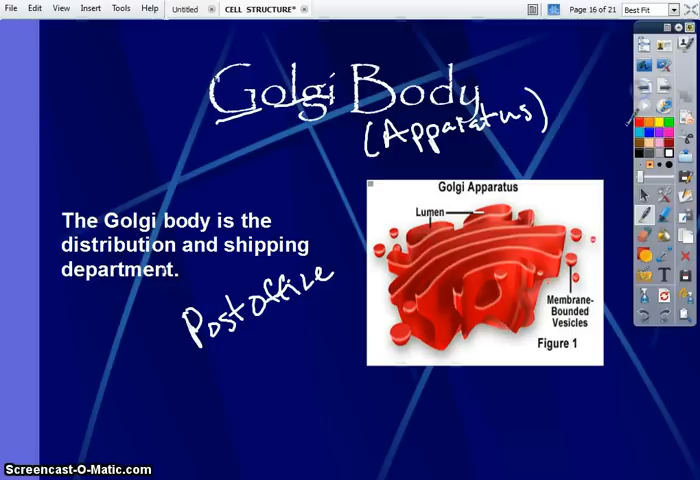 File Edit View Insert Tools Help
Untitled
CELL STRUCTURE*
Page 16 of 21
Best Fit
Golgi Body
(Apparatus)
The Golgi body is the
distribution and shipping
department.
Post office
Golgi Apparatus
Lumen
Membrane-
Bounded
Vesicles
Figure 1
Screencast-O-Matic.com